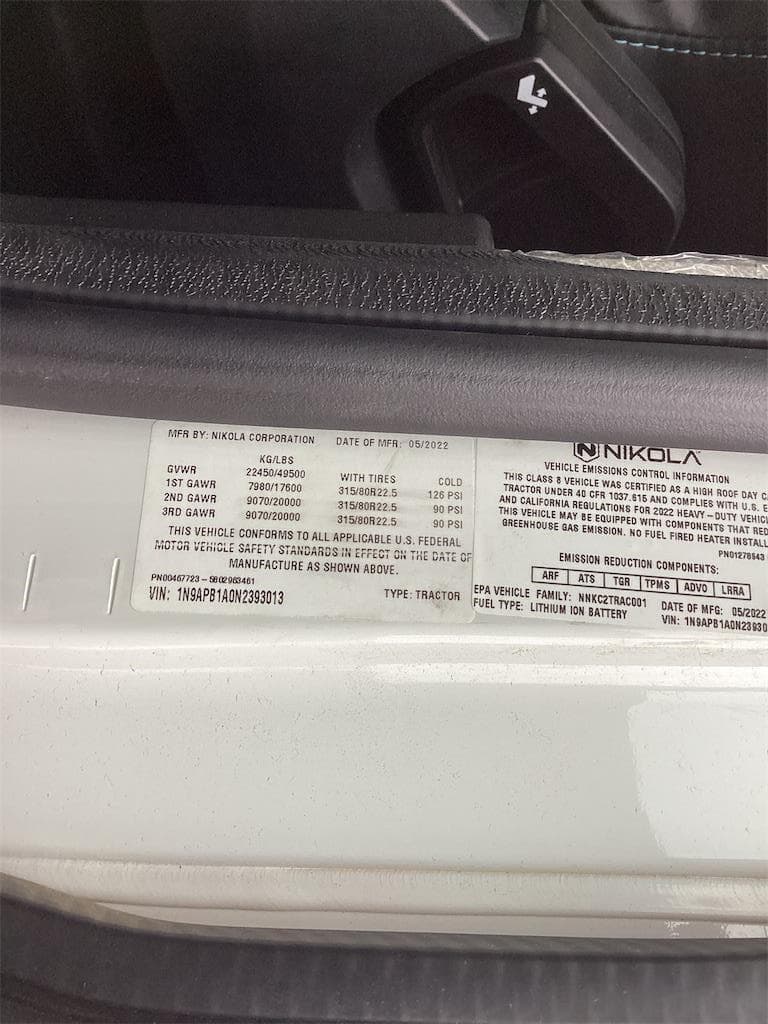 MFR BY: NIKOLA CORPORATION DATE OF MFR: 05/2022
KG/LBS
GVWR 22450/49500 WITH TIRES COLD
1ST GAWR 7980/17600 315/80R22.5 126 PSI
2ND GAWR 9070/20000 315/80R22.5 90 PSI
3RD GAWR 9070/20000 315/80R22.5 90 PSI
THIS VEHICLE CONFORMS TO ALL APPLICABLE U.S. FEDERAL
MOTOR VEHICLE SAFETY STANDARDS IN EFFECT ON THE DATE OF
MANUFACTURE AS SHOWN ABOVE.
PN00467723-5602963461
VIN: 1N9APB1A0N2393013 TYPE: TRACTOR
NIKOLA
VEHICLE EMISSIONS CONTROL INFORMATION
THIS CLASS 8 VEHICLE WAS CERTIFIED AS A HIGH ROOF DAY
TRACTOR UNDER 40 CFR 1037.615 AND COMPLIES WITH U.S.
AND CALIFORNIA REGULATIONS FOR 2022 HEAVY-DUTY
THIS VEHICLE MAY BE EQUIPPED WITH COMPONENTS THAT
GREENHOUSE GAS EMISSION. NO FUEL FIRED HEATER
PN01278543
EMISSION REDUCTION COMPONENTS:
ARF ATS TGR TPMS ADVO LRRA
EPA VEHICLE FAMILY: NNKC2TRAC001 DATE OF MFG: 05/2022
FUEL TYPE: LITHIUM ION BATTERY VIN: 1N9APB1A0N23930